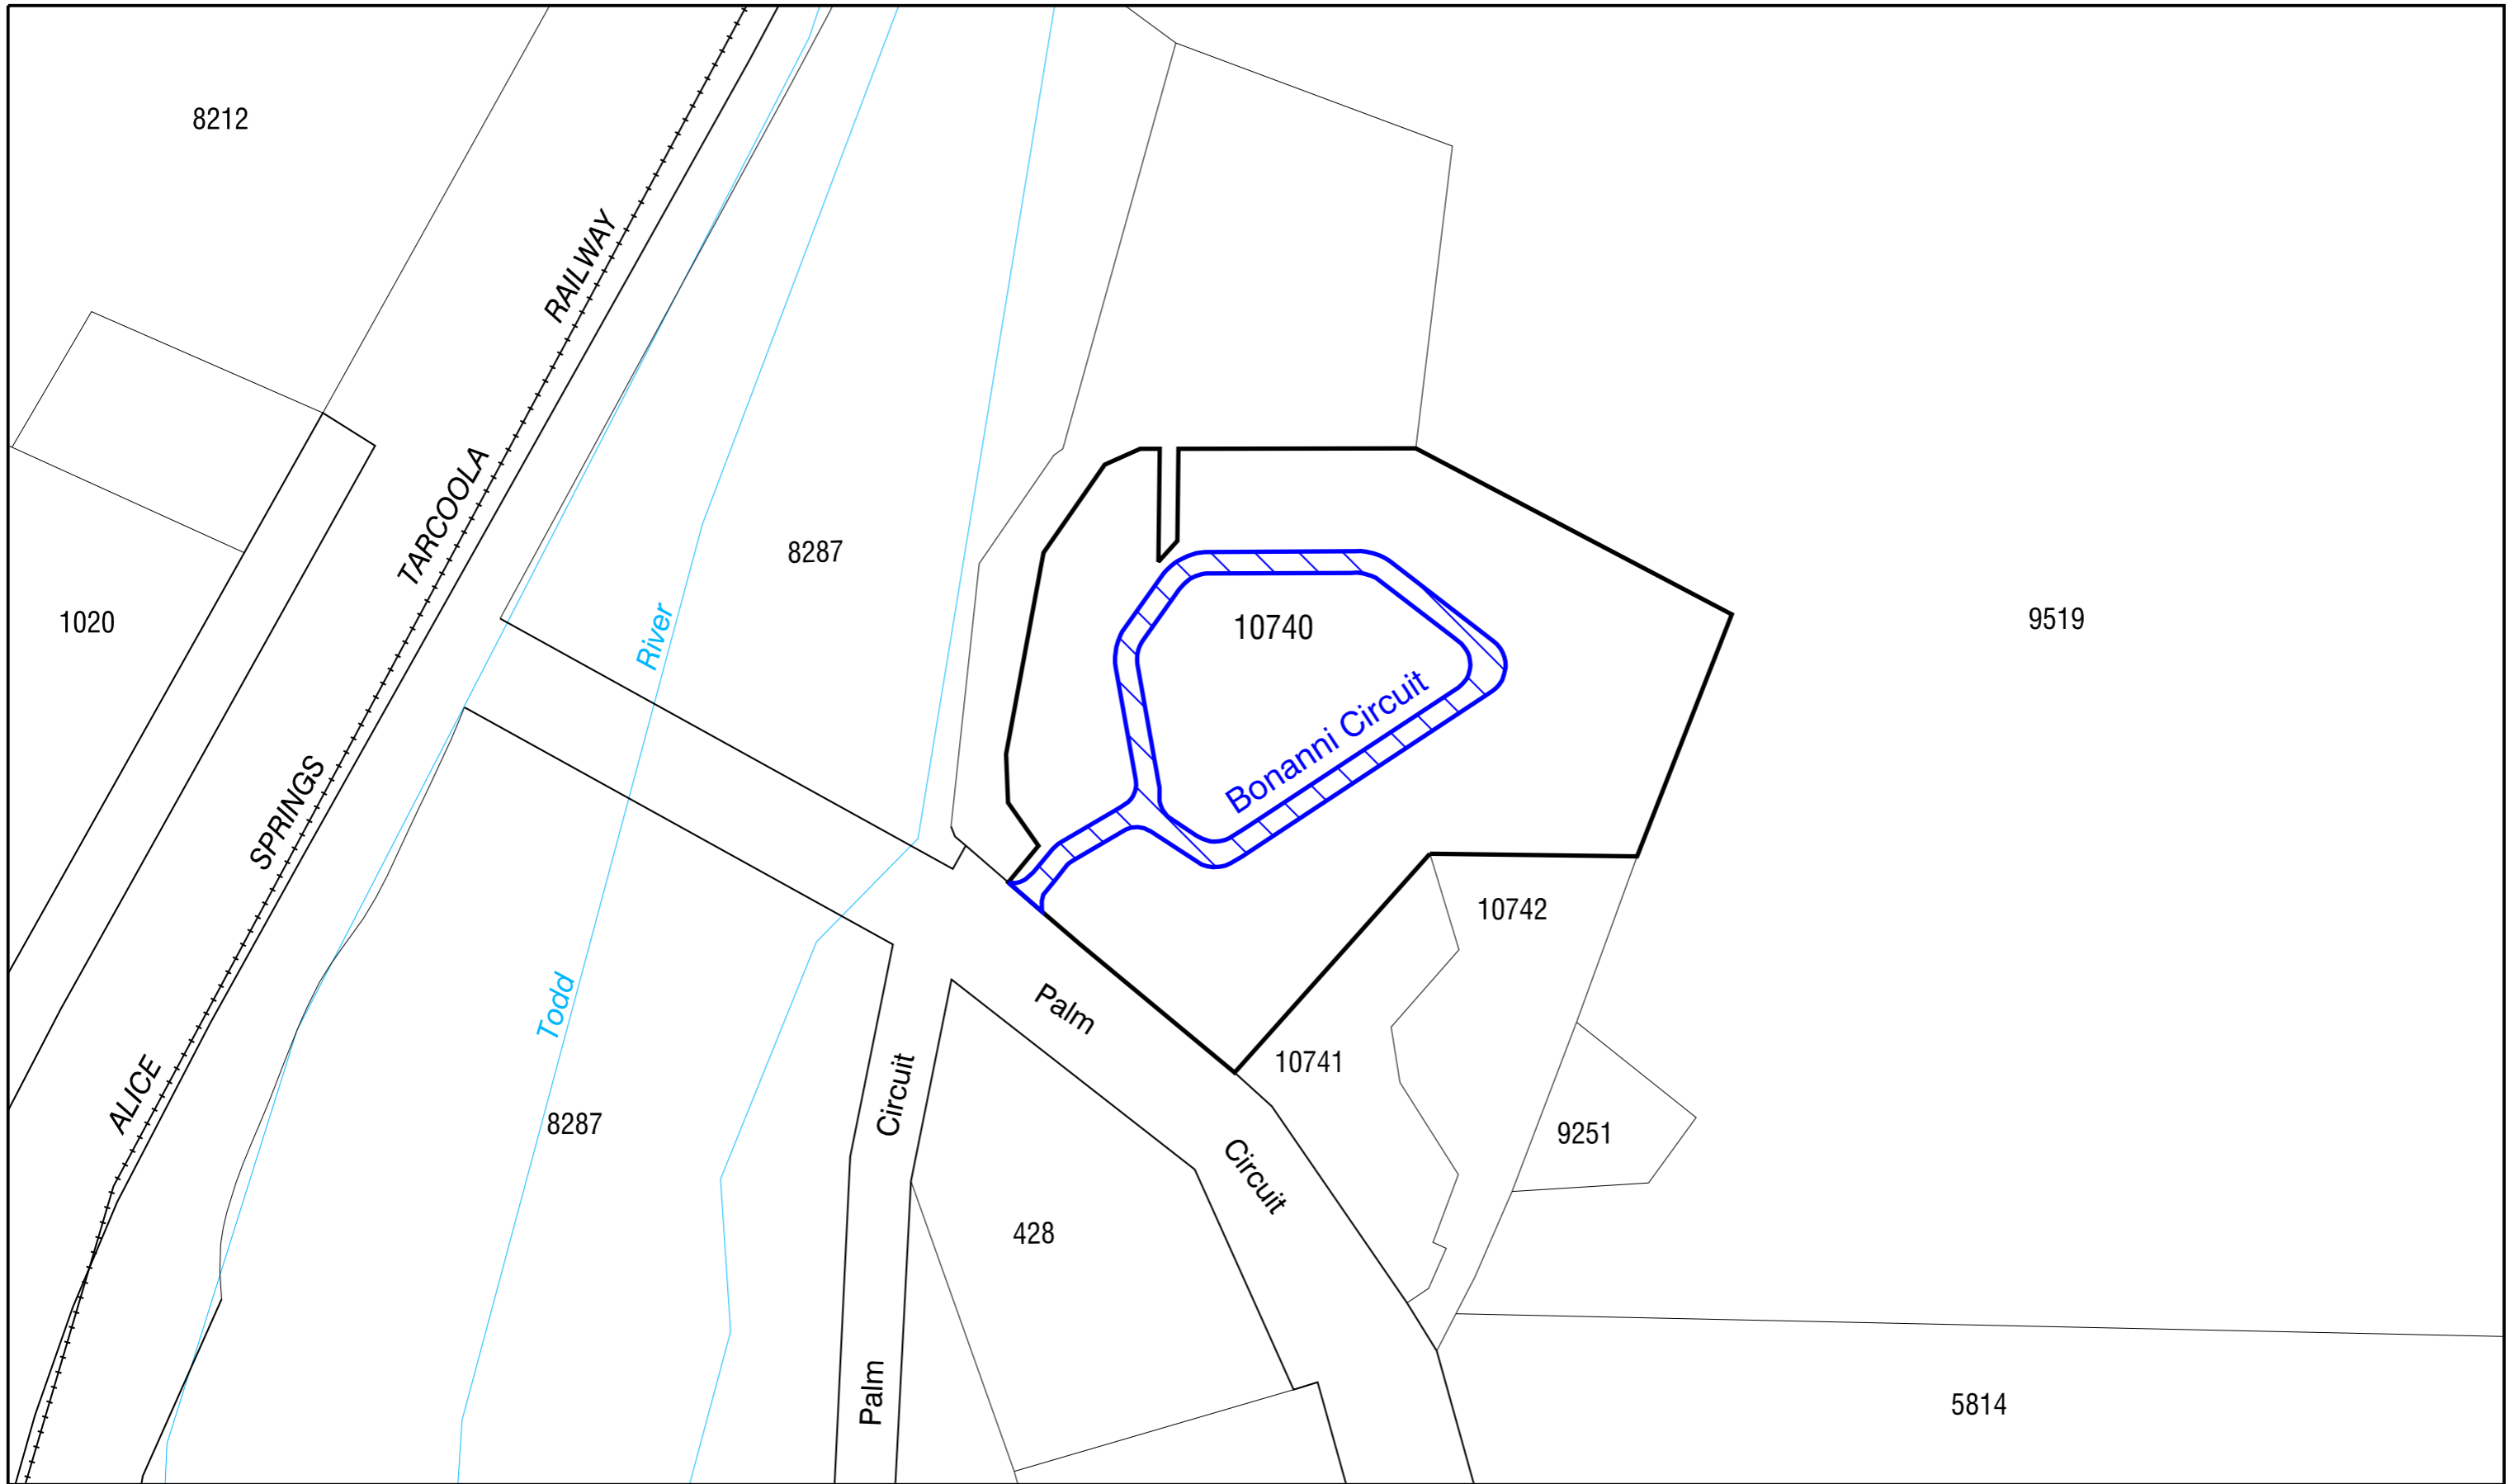 8212
RAILWAY
TARCOOLA
8287
1020
River
10740
9519
Bonanni Circuit
SPRINGS
10742
Todd
Palm
10741
ALICE
Circuit
8287
9251
Circuit
428
Palm
5814